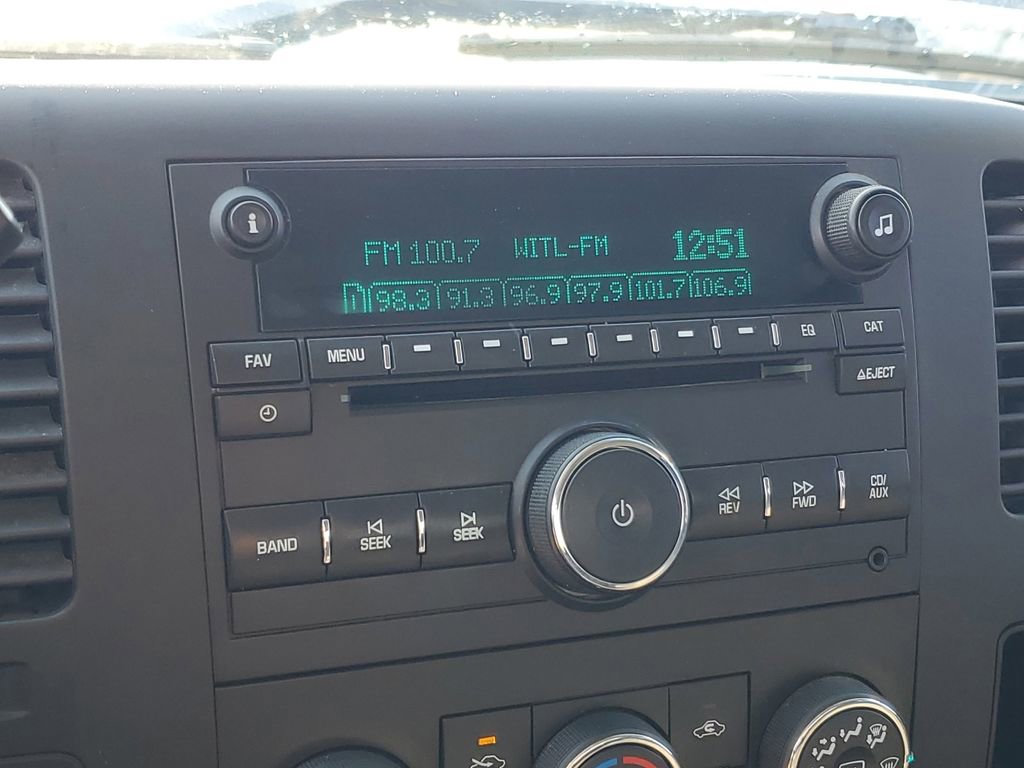 i
FM 100.7 WITL-FM 12:51
1 98.3 91.3 96.9 97.9 101.7 106.9
FAV MENU EQ CAT
EJECT
BAND SEEK SEEK REV FWD CD/
AUX